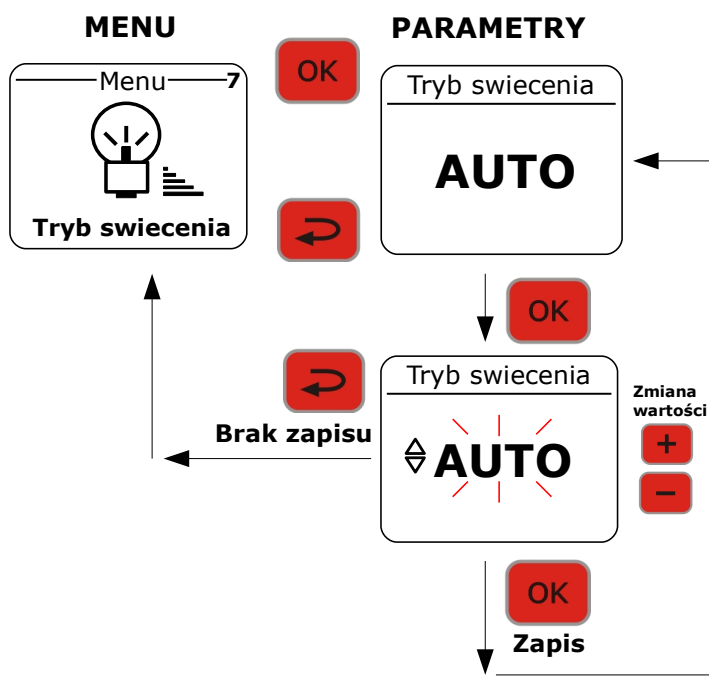 MENU
PARAMETRY
Menu
7
Tryb swiecenia
OK
Tryb swiecenia
AUTO
OK
Tryb swiecenia
AUTO
Zmiana
wartości
+
−
Brak zapisu
OK
Zapis